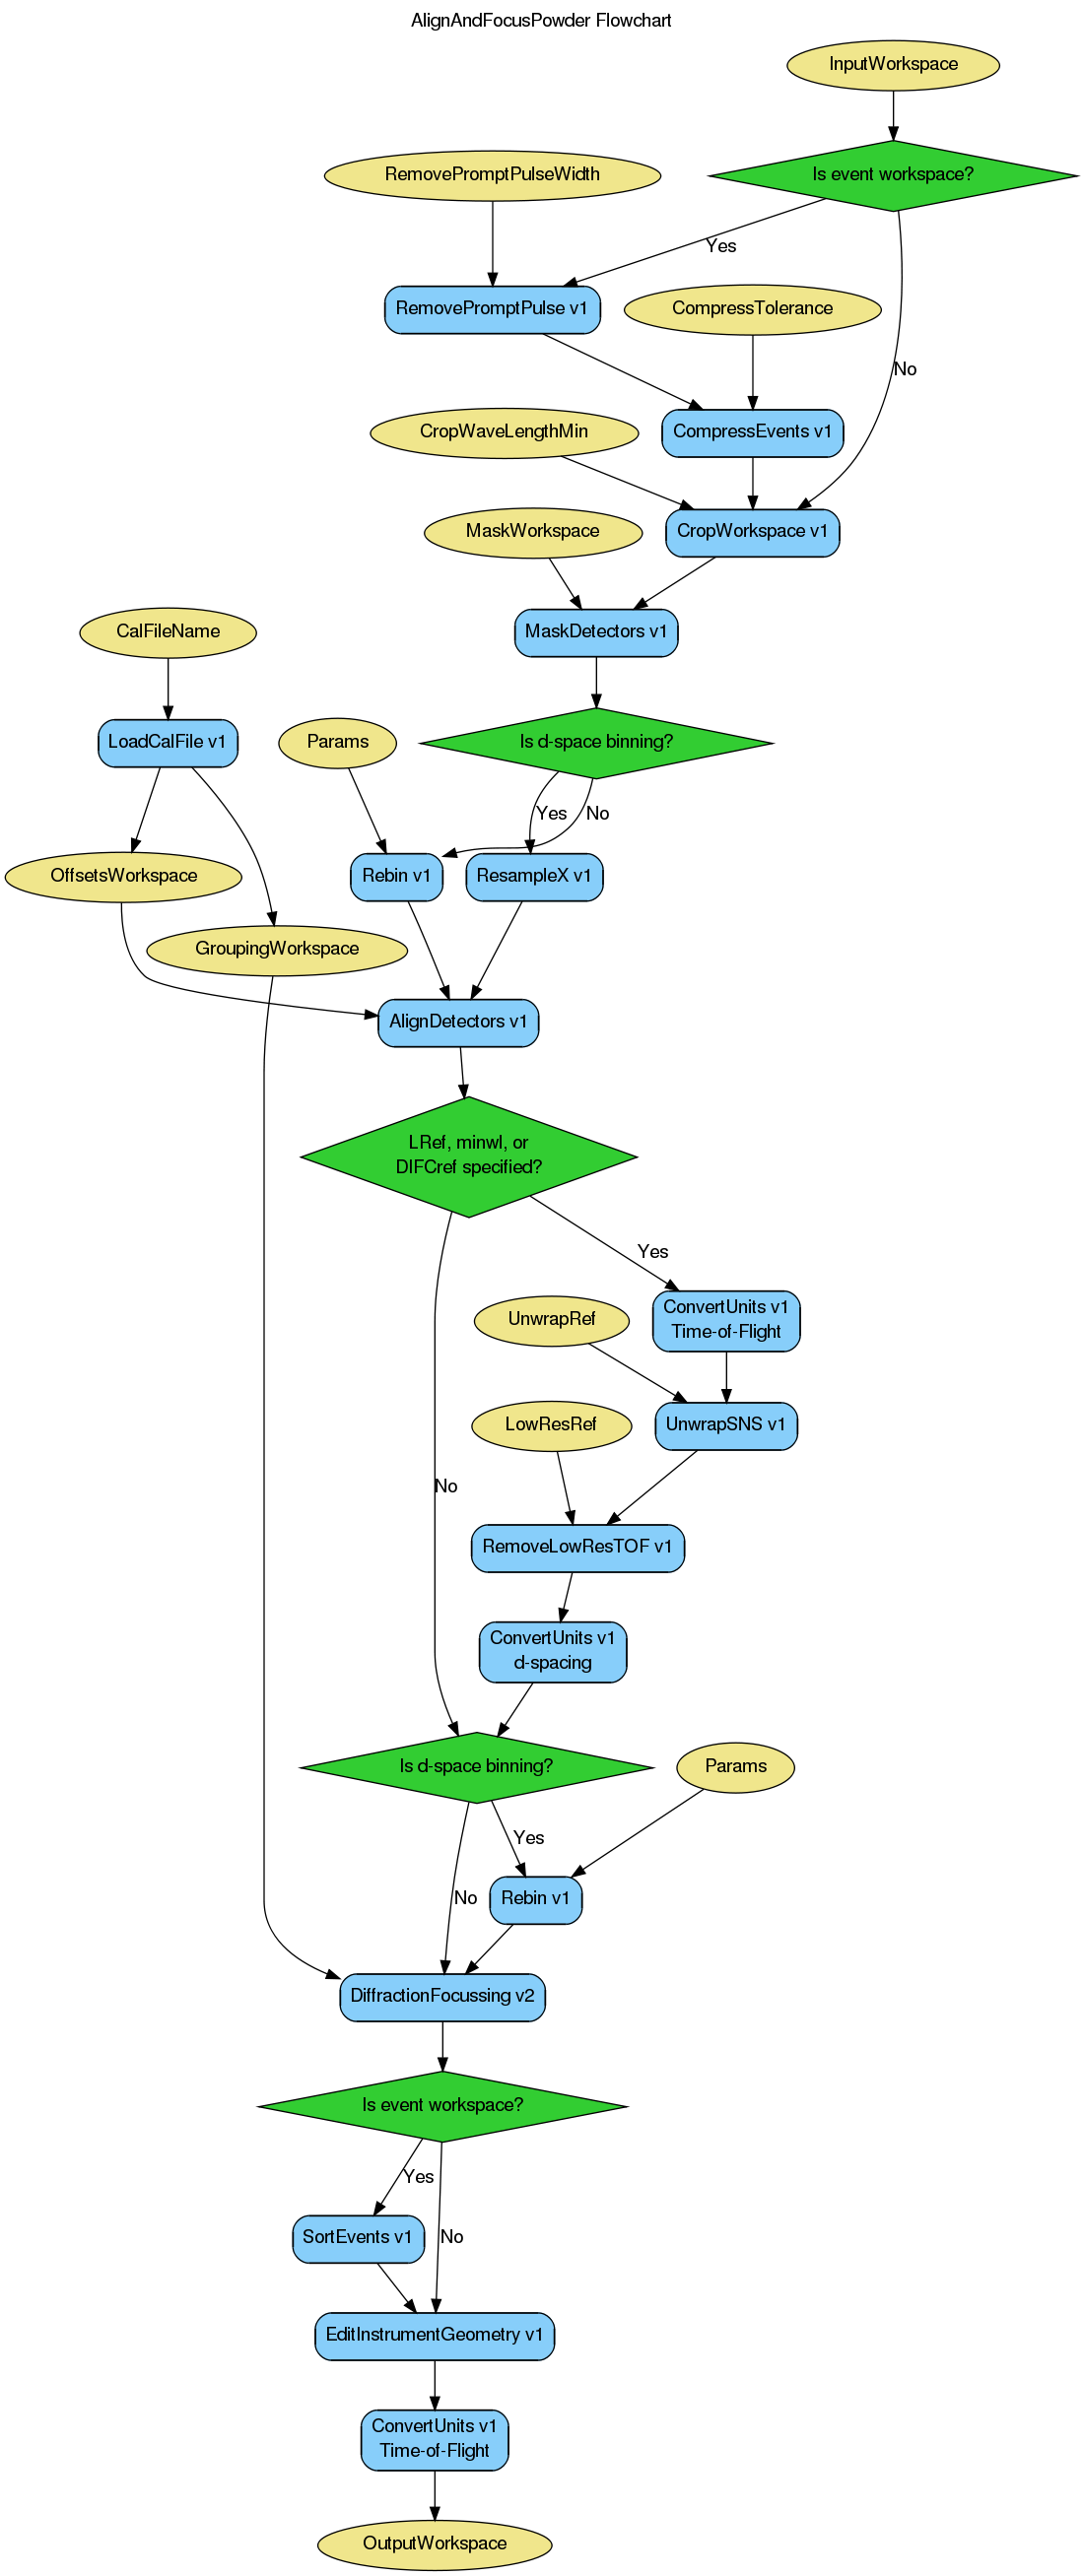 AlignAndFocusPowder Flowchart
InputWorkspace
RemovePromptPulseWidth
Is event workspace?
Yes
RemovePromptPulse v1
CompressTolerance
No
CropWaveLengthMin
CompressEvents v1
MaskWorkspace
CropWorkspace v1
CalFileName
MaskDetectors v1
LoadCalFile v1
Params
Is d-space binning?
Yes
No
OffsetsWorkspace
Rebin v1
ResampleX v1
GroupingWorkspace
AlignDetectors v1
LRef, minwl, or
DIFCref specified?
Yes
UnwrapRef
ConvertUnits v1
Time-of-Flight
LowResRef
UnwrapSNS v1
No
RemoveLowResTOF v1
ConvertUnits v1
d-spacing
Is d-space binning?
Params
Yes
No
Rebin v1
DiffractionFocussing v2
Is event workspace?
Yes
SortEvents v1
No
EditInstrumentGeometry v1
ConvertUnits v1
Time-of-Flight
OutputWorkspace